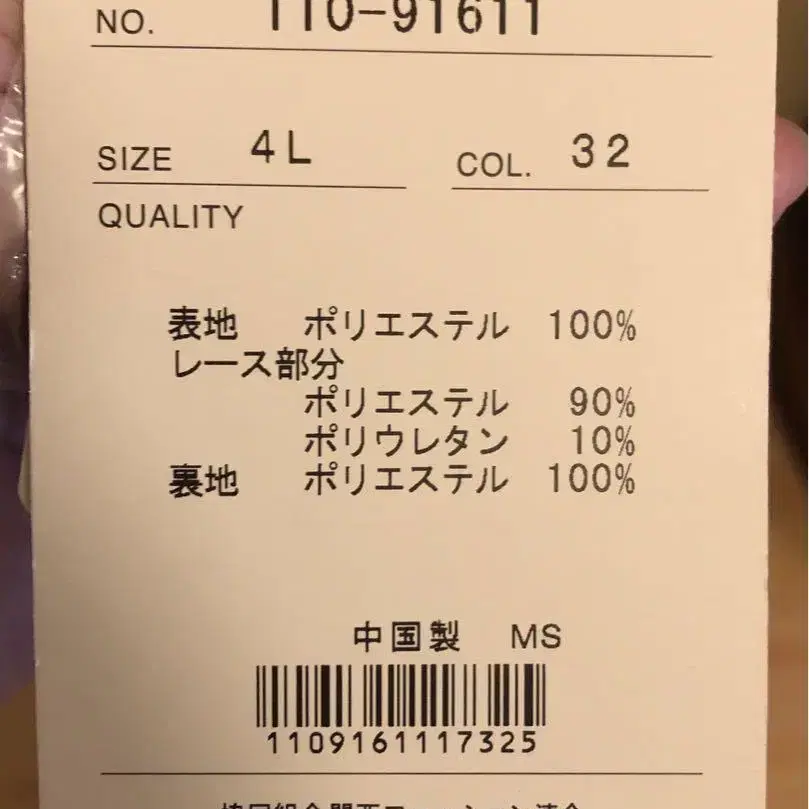 NO. 110-91611
SIZE 4L COL. 32
QUALITY
表地 ポリエステル 100%
レース部分
ポリエステル 90%
ポリウレタン 10%
裏地 ポリエステル 100%
中国製 MS
1109161117325